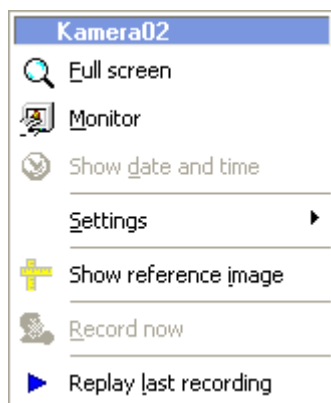 Kamera02
Full screen
Monitor
Show date and time
Settings
Show reference image
Record now
Replay last recording